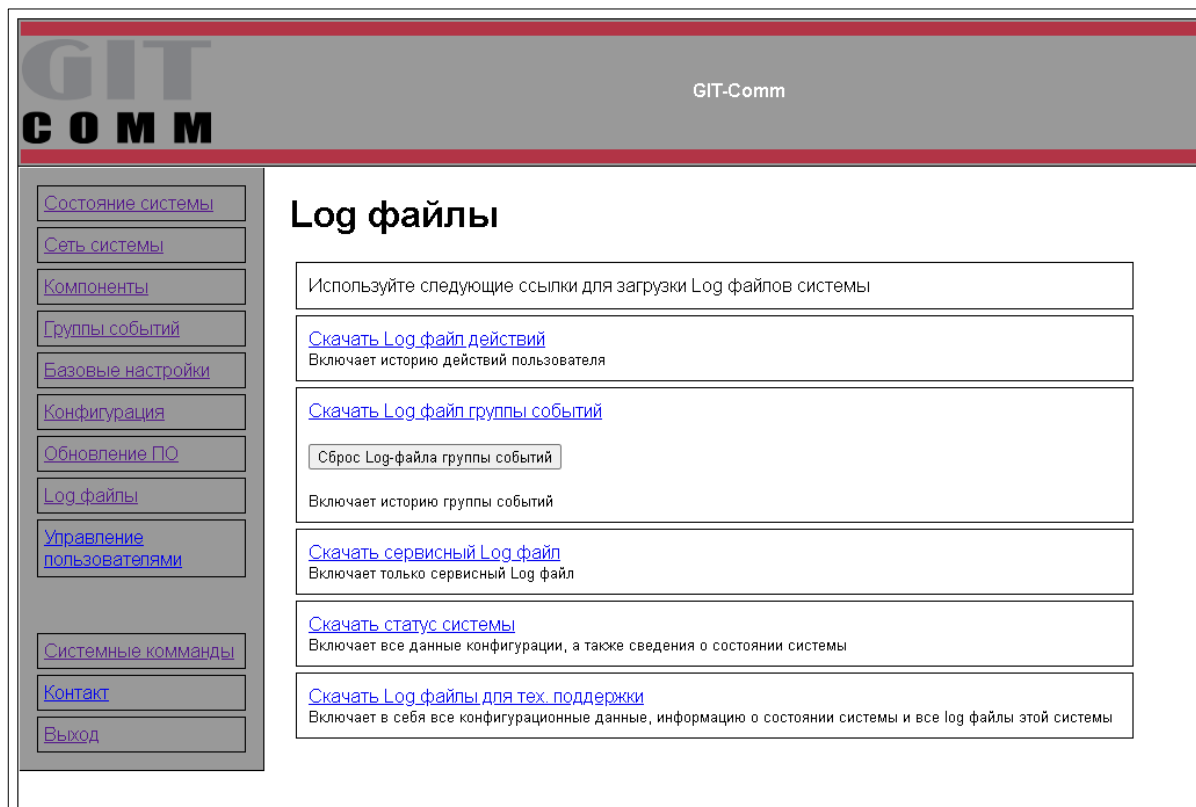 GIT
COMM
GIT-Comm
Состояние системы
Сеть системы
Компоненты
Группы событий
Базовые настройки
Конфигурация
Обновление ПО
Log файлы
Управление
пользователями
Системные комманды
Контакт
Выход
Log файлы
Используйте следующие ссылки для загрузки Log файлов системы
Скачать Log файл действий
Включает историю действий пользователя
Скачать Log файл группы событий
Сброс Log-файла группы событий
Включает историю группы событий
Скачать сервисный Log файл
Включает только сервисный Log файл
Скачать статус системы
Включает все данные конфигурации, а также сведения о состоянии системы
Скачать Log файлы для тех. поддержки
Включает в себя все конфигурационные данные, информацию о состоянии системы и все log файлы этой системы